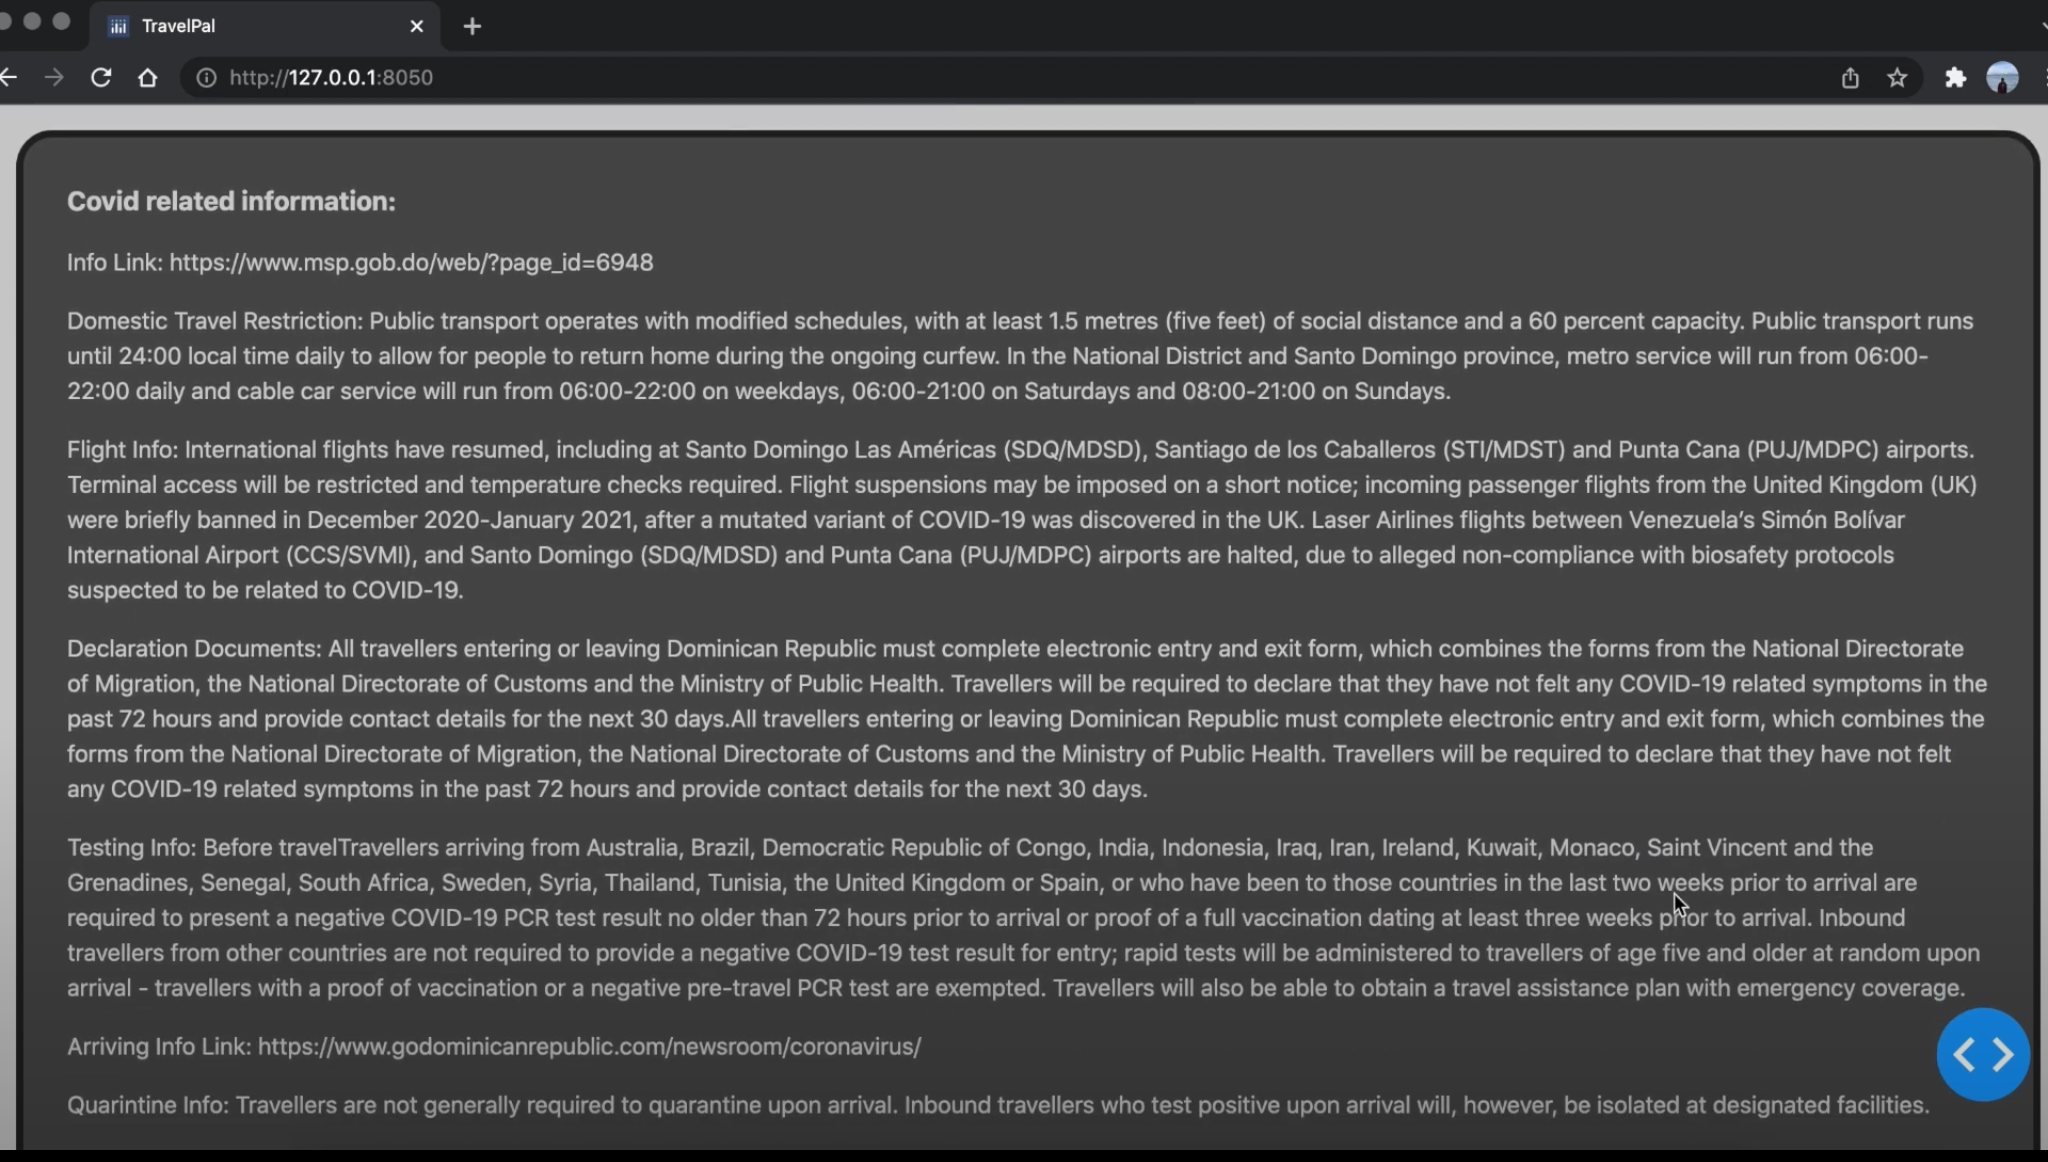 TravelPal
http://127.0.0.1:8050
Covid related information:
Info Link: https://www.msp.gob.do/web/?page_id=6948
Domestic Travel Restriction: Public transport operates with modified schedules, with at least 1.5 metres (five feet) of social distance and a 60 percent capacity. Public transport runs
until 24:00 local time daily to allow for people to return home during the ongoing curfew. In the National District and Santo Domingo province, metro service will run from 06:00-
22:00 daily and cable car service will run from 06:00-22:00 on weekdays, 06:00-21:00 on Saturdays and 08:00-21:00 on Sundays.
Flight Info: International flights have resumed, including at Santo Domingo Las Américas (SDQ/MDSD), Santiago de los Caballeros (STI/MDST) and Punta Cana (PUJ/MDPC) airports.
Terminal access will be restricted and temperature checks required. Flight suspensions may be imposed on a short notice; incoming passenger flights from the United Kingdom (UK)
were briefly banned in December 2020-January 2021, after a mutated variant of COVID-19 was discovered in the UK. Laser Airlines flights between Venezuela’s Simón Bolívar
International Airport (CCS/SVMI), and Santo Domingo (SDQ/MDSD) and Punta Cana (PUJ/MDPC) airports are halted, due to alleged non-compliance with biosafety protocols
suspected to be related to COVID-19.
Declaration Documents: All travellers entering or leaving Dominican Republic must complete electronic entry and exit form, which combines the forms from the National Directorate
of Migration, the National Directorate of Customs and the Ministry of Public Health. Travellers will be required to declare that they have not felt any COVID-19 related symptoms in the
past 72 hours and provide contact details for the next 30 days.All travellers entering or leaving Dominican Republic must complete electronic entry and exit form, which combines the
forms from the National Directorate of Migration, the National Directorate of Customs and the Ministry of Public Health. Travellers will be required to declare that they have not felt
any COVID-19 related symptoms in the past 72 hours and provide contact details for the next 30 days.
Testing Info: Before travelTravellers arriving from Australia, Brazil, Democratic Republic of Congo, India, Indonesia, Iraq, Iran, Ireland, Kuwait, Monaco, Saint Vincent and the
Grenadines, Senegal, South Africa, Sweden, Syria, Thailand, Tunisia, the United Kingdom or Spain, or who have been to those countries in the last two weeks prior to arrival are
required to present a negative COVID-19 PCR test result no older than 72 hours prior to arrival or proof of a full vaccination dating at least three weeks prior to arrival. Inbound
travellers from other countries are not required to provide a negative COVID-19 test result for entry; rapid tests will be administered to travellers of age five and older at random upon
arrival - travellers with a proof of vaccination or a negative pre-travel PCR test are exempted. Travellers will also be able to obtain a travel assistance plan with emergency coverage.
Arriving Info Link: https://www.godominicanrepublic.com/newsroom/coronavirus/
Quarintine Info: Travellers are not generally required to quarantine upon arrival. Inbound travellers who test positive upon arrival will, however, be isolated at designated facilities.